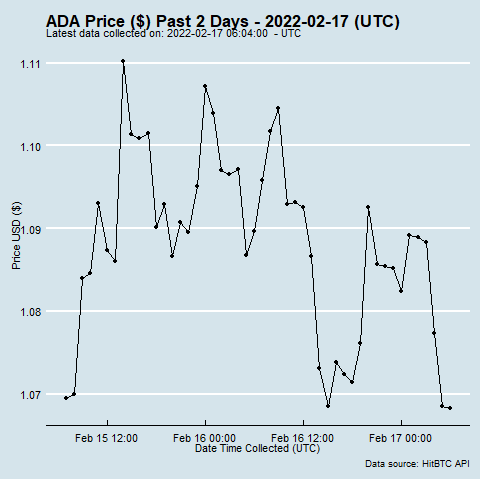 ADA Price ($) Past 2 Days - 2022-02-17 (UTC)
Latest data collected on: 2022-02-17 06:04:00 - UTC
1.11
1.10
1.09
1.08
1.07
Price USD ($)
Feb 15 12:00 Feb 16 00:00 Feb 16 12:00 Feb 17 00:00
Date Time Collected (UTC)
Data source: HitBTC API